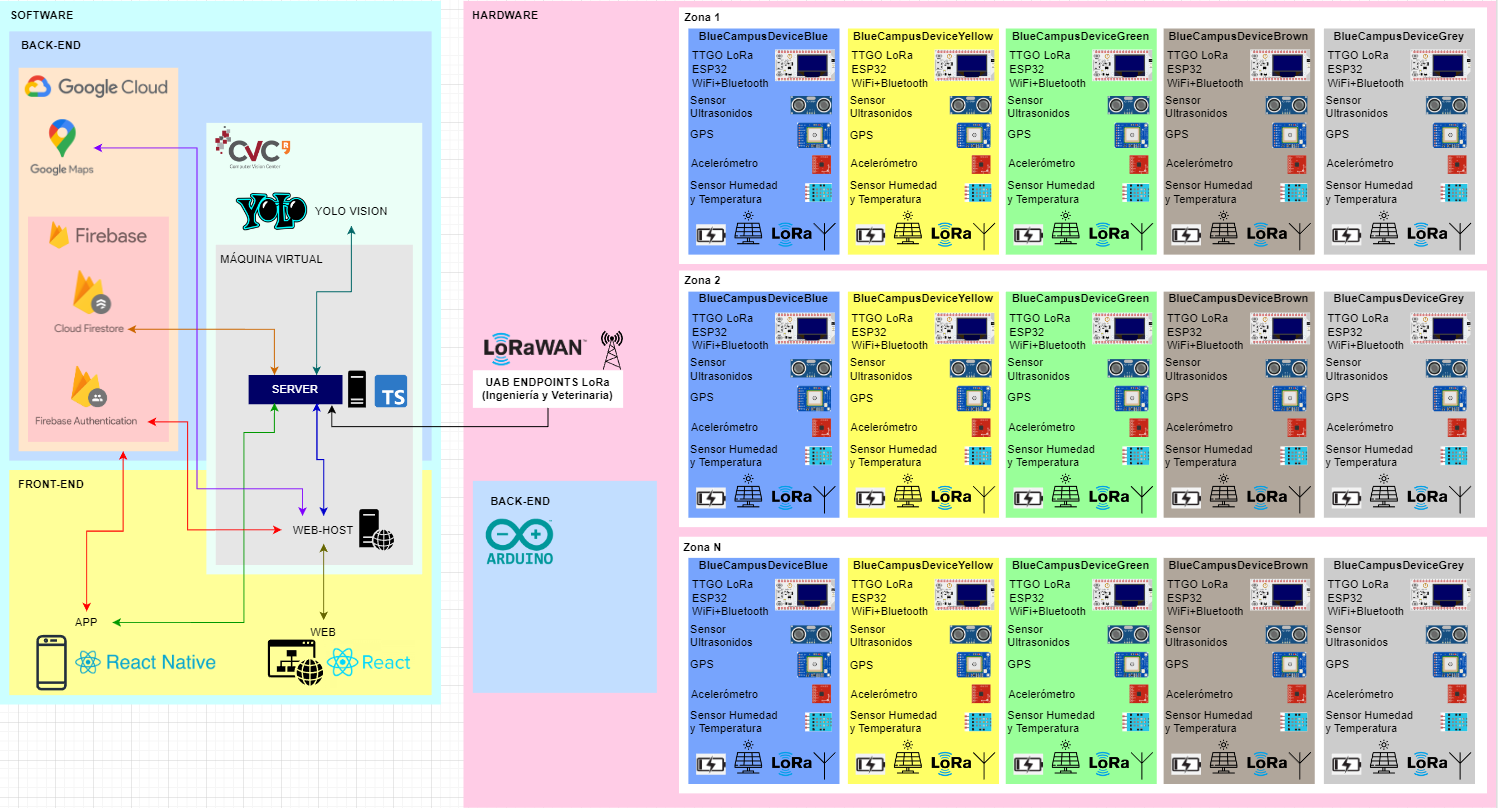 SOFTWARE
BACK-END
Google Cloud
Google Maps
Firebase
Cloud Firestore
Firebase Authentication
CVC
Computer Vision Center
YOLO
YOLO VISION
MÁQUINA VIRTUAL
SERVER
TS
WEB-HOST
FRONT-END
APP
React Native
WEB
React
HARDWARE
LoRaWAN™
UAB ENDPOINTS LoRa
(Ingeniería y Veterinaria)
BACK-END
ARDUINO
Zona 1
BlueCampusDeviceBlue
TTGO LoRa
ESP32
WiFi+Bluetooth
Sensor
Ultrasonidos
GPS
Acelerómetro
Sensor Humedad
y Temperatura
LoRa
BlueCampusDeviceYellow
TTGO LoRa
ESP32
WiFi+Bluetooth
Sensor
Ultrasonidos
GPS
Acelerómetro
Sensor Humedad
y Temperatura
LoRa
BlueCampusDeviceGreen
TTGO LoRa
ESP32
WiFi+Bluetooth
Sensor
Ultrasonidos
GPS
Acelerómetro
Sensor Humedad
y Temperatura
LoRa
BlueCampusDeviceBrown
TTGO LoRa
ESP32
WiFi+Bluetooth
Sensor
Ultrasonidos
GPS
Acelerómetro
Sensor Humedad
y Temperatura
LoRa
BlueCampusDeviceGrey
TTGO LoRa
ESP32
WiFi+Bluetooth
Sensor
Ultrasonidos
GPS
Acelerómetro
Sensor Humedad
y Temperatura
LoRa
Zona 2
BlueCampusDeviceBlue
TTGO LoRa
ESP32
WiFi+Bluetooth
Sensor
Ultrasonidos
GPS
Acelerómetro
Sensor Humedad
y Temperatura
LoRa
BlueCampusDeviceYellow
TTGO LoRa
ESP32
WiFi+Bluetooth
Sensor
Ultrasonidos
GPS
Acelerómetro
Sensor Humedad
y Temperatura
LoRa
BlueCampusDeviceGreen
TTGO LoRa
ESP32
WiFi+Bluetooth
Sensor
Ultrasonidos
GPS
Acelerómetro
Sensor Humedad
y Temperatura
LoRa
BlueCampusDeviceBrown
TTGO LoRa
ESP32
WiFi+Bluetooth
Sensor
Ultrasonidos
GPS
Acelerómetro
Sensor Humedad
y Temperatura
LoRa
BlueCampusDeviceGrey
TTGO LoRa
ESP32
WiFi+Bluetooth
Sensor
Ultrasonidos
GPS
Acelerómetro
Sensor Humedad
y Temperatura
LoRa
Zona N
BlueCampusDeviceBlue
TTGO LoRa
ESP32
WiFi+Bluetooth
Sensor
Ultrasonidos
GPS
Acelerómetro
Sensor Humedad
y Temperatura
LoRa
BlueCampusDeviceYellow
TTGO LoRa
ESP32
WiFi+Bluetooth
Sensor
Ultrasonidos
GPS
Acelerómetro
Sensor Humedad
y Temperatura
LoRa
BlueCampusDeviceGreen
TTGO LoRa
ESP32
WiFi+Bluetooth
Sensor
Ultrasonidos
GPS
Acelerómetro
Sensor Humedad
y Temperatura
LoRa
BlueCampusDeviceBrown
TTGO LoRa
ESP32
WiFi+Bluetooth
Sensor
Ultrasonidos
GPS
Acelerómetro
Sensor Humedad
y Temperatura
LoRa
BlueCampusDeviceGrey
TTGO LoRa
ESP32
WiFi+Bluetooth
Sensor
Ultrasonidos
GPS
Acelerómetro
Sensor Humedad
y Temperatura
LoRa